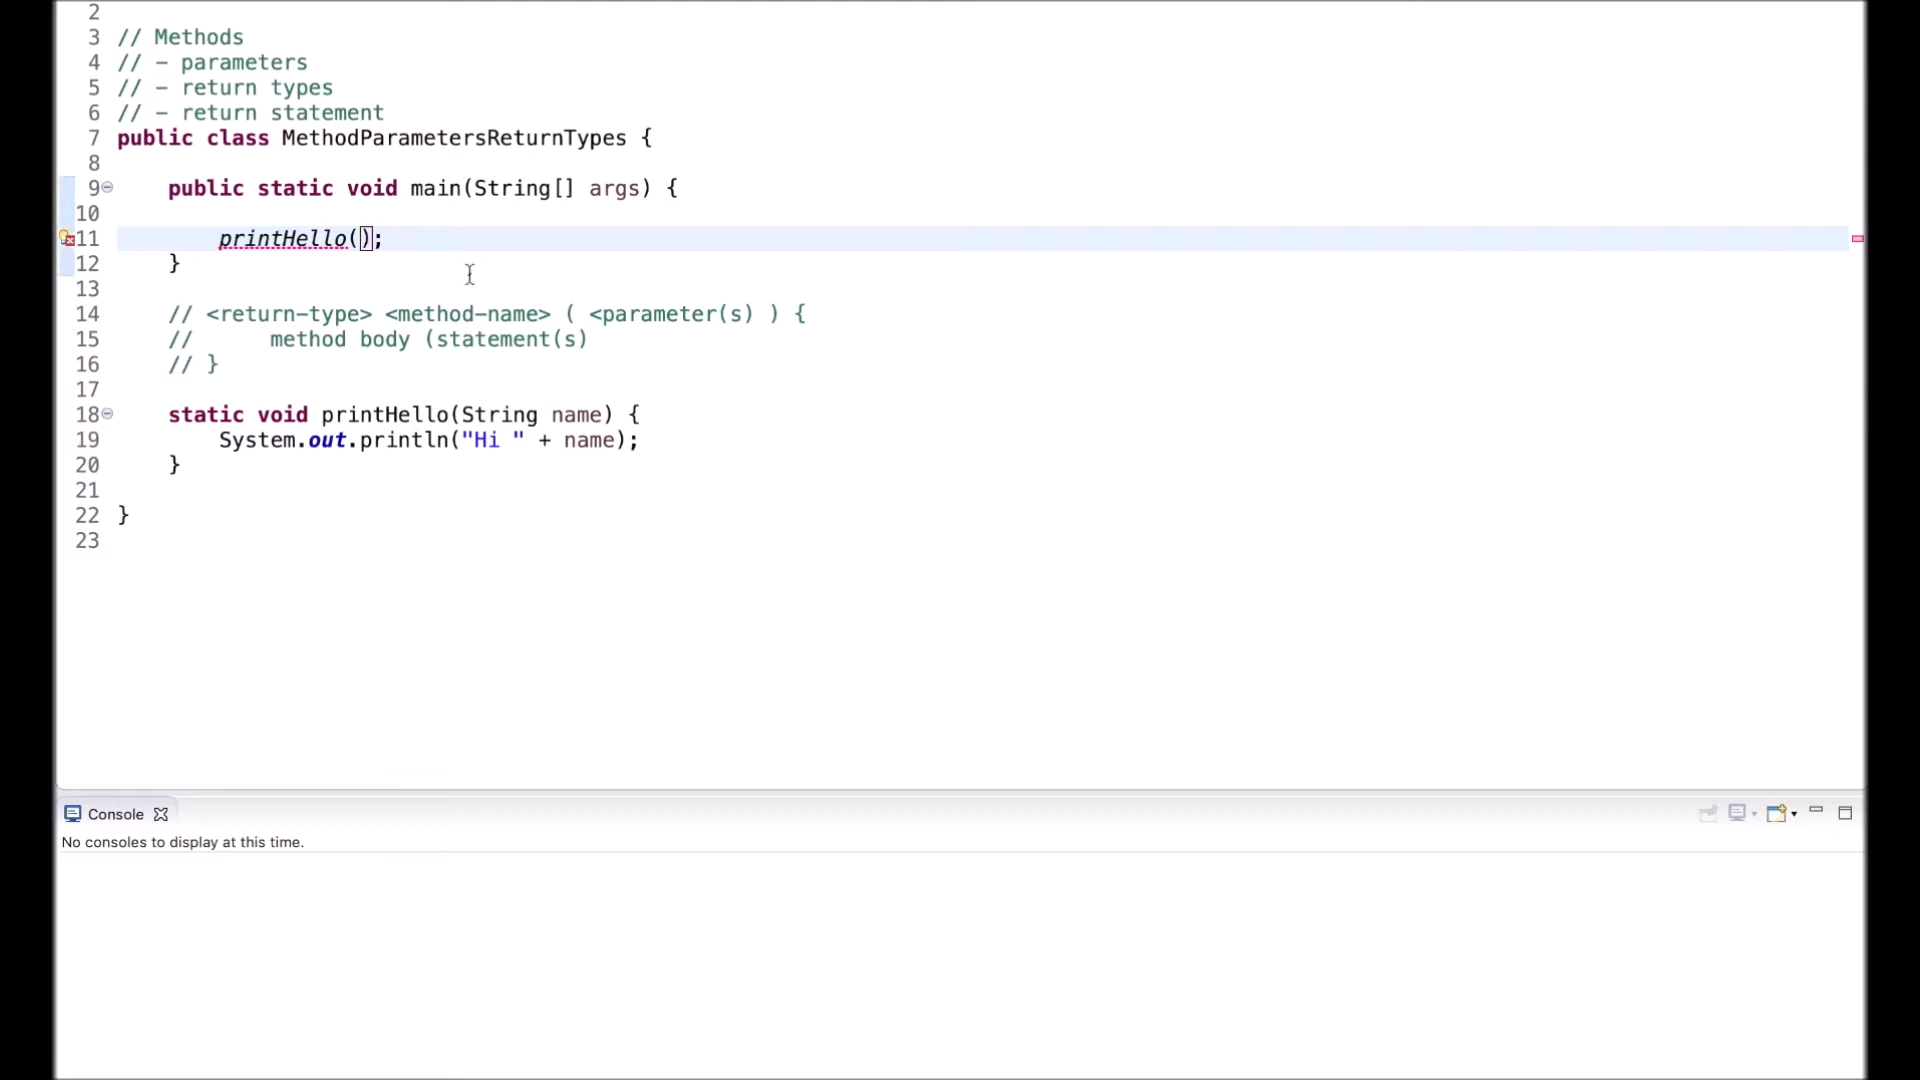 2
3 // Methods
4 // - parameters
5 // - return types
6 // - return statement
7 public class MethodParametersReturnTypes {
8
9 public static void main(String[] args) {
10
11 printHello();
12 }
13
14 // <return-type> <method-name> ( <parameter(s) ) {
15 // method body (statement(s)
16 // }
17
18 static void printHello(String name) {
19 System.out.println("Hi " + name);
20 }
21
22 }
23
Console
No consoles to display at this time.